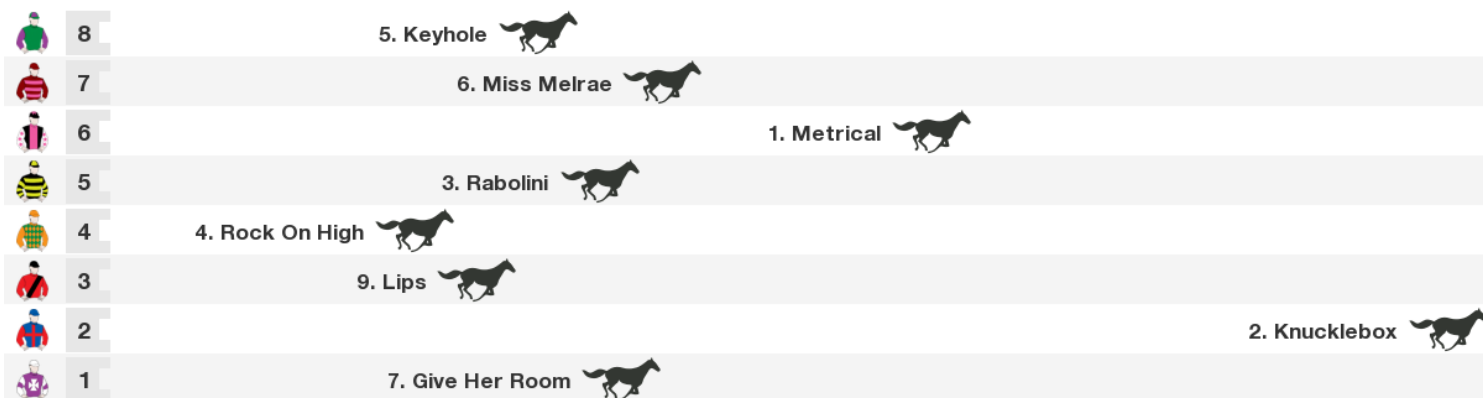 8 5. Keyhole
7 6. Miss Melrae
6 1. Metrical
5 3. Rabolini
4 4. Rock On High
3 9. Lips
2 2. Knucklebox
1 7. Give Her Room